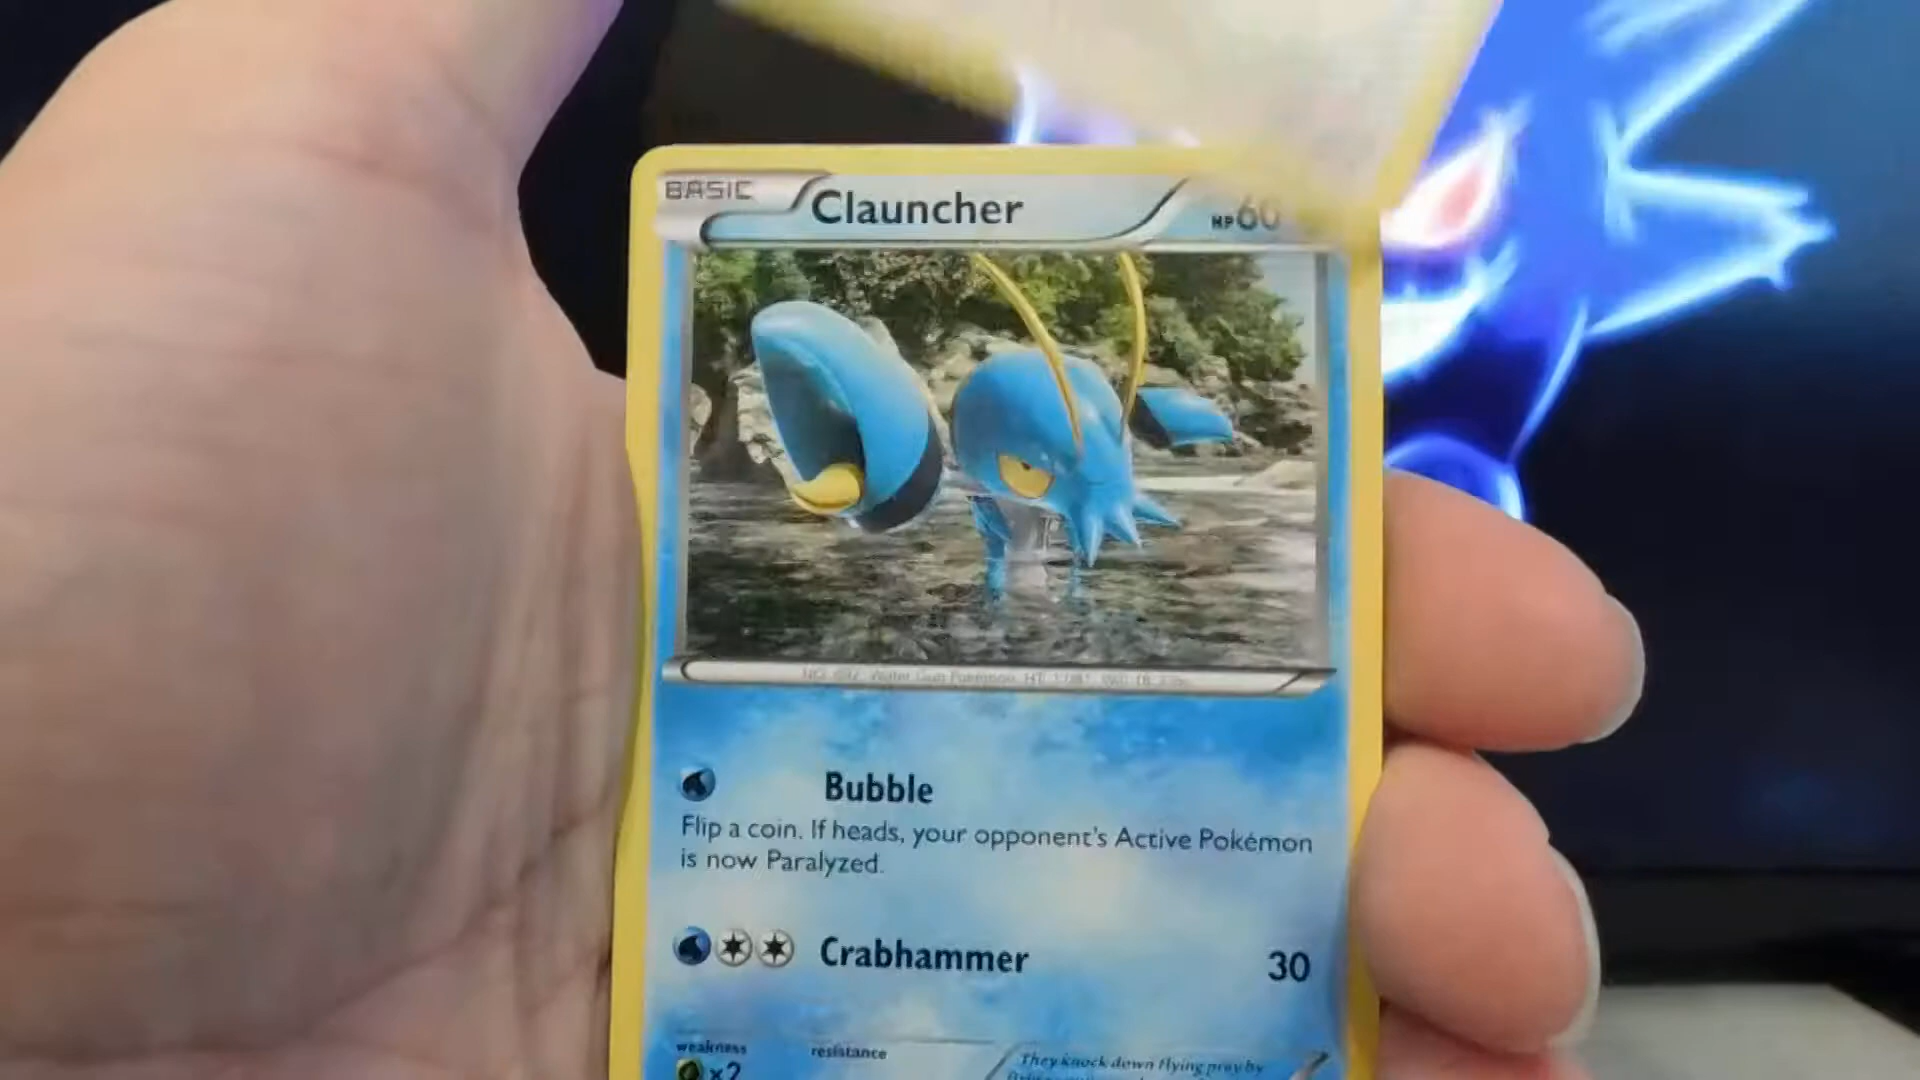 BASIC
Clauncher
HP60
Bubble
Flip a coin. If heads, your opponent's Active Pokémon
is now Paralyzed.
Crabhammer 30
weakness
x2
resistance
They knock down flying prey by